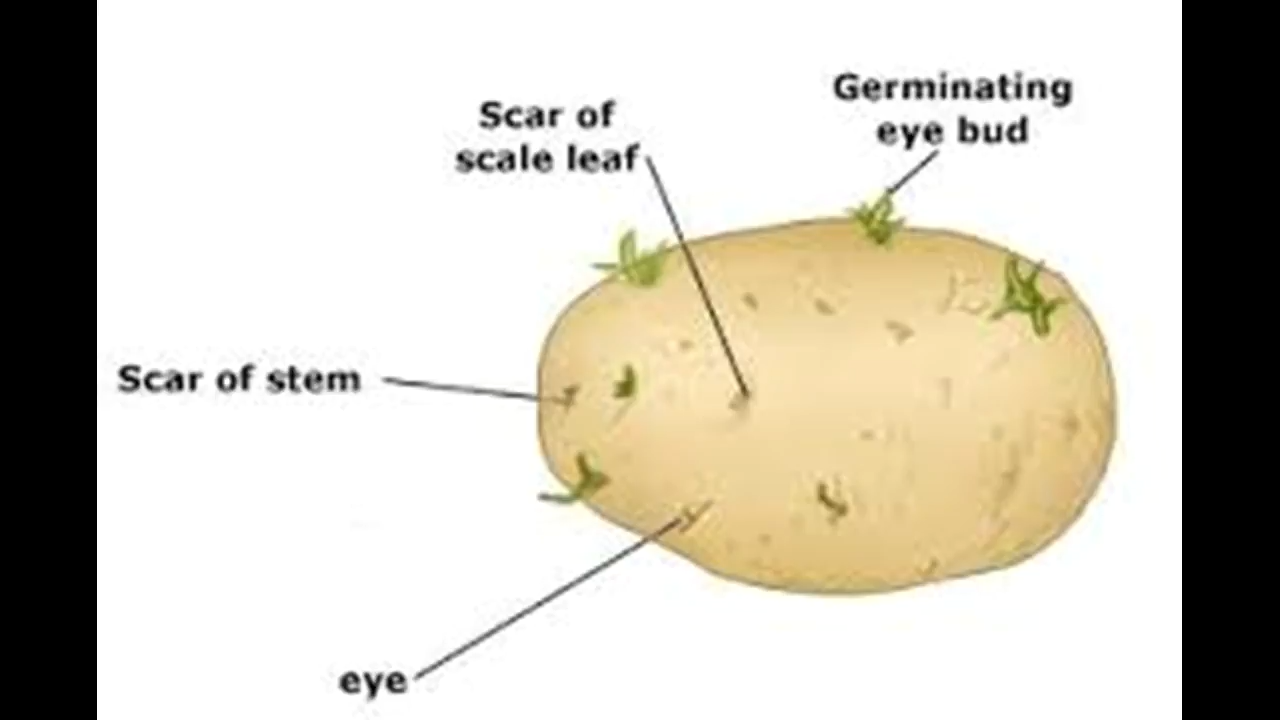 Germinating
eye bud
Scar of
scale leaf
Scar of stem
eye